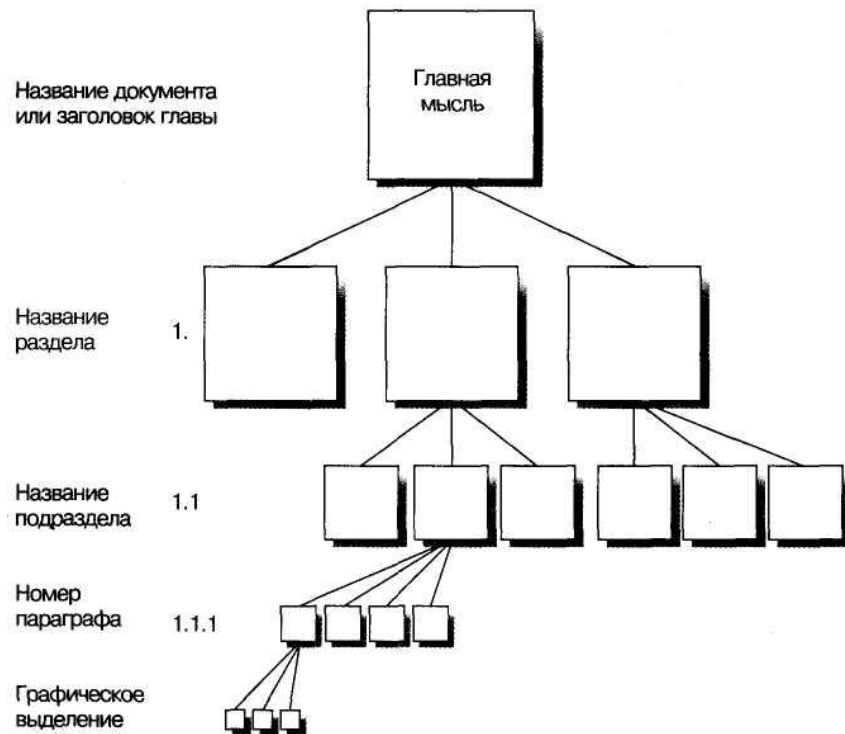 Главная
мысль
Название документа
или заголовок главы
Название
раздела
1.
Название
подраздела
1.1
Номер
параграфа
1.1.1
Графическое
выделение